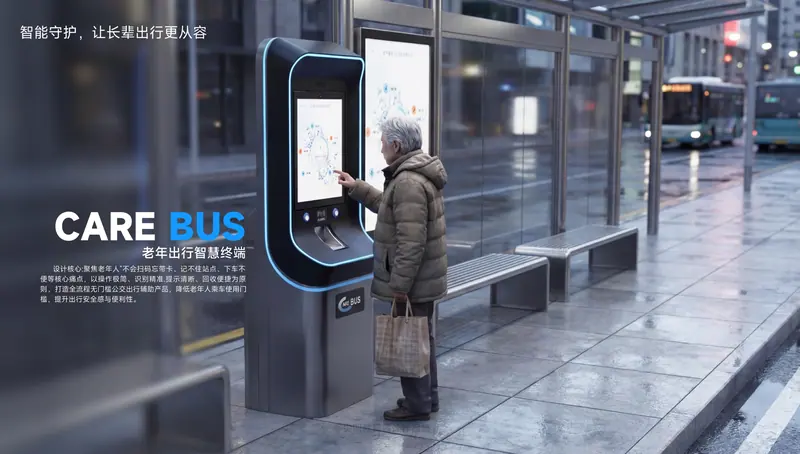 智能守护，让长辈出行更从容
CARE BUS
老年出行智慧终端
设计核心:聚焦老年人"不会扫码忘带卡、记不住站点、下车不
便等核心痛点，以操作极简、识别精准,提示清晰、回收便捷为原
则，打造全流程无门槛公交出行辅助产品，降低老年人乘车使用门
槛，提升出行安全感与便利性。
BUS